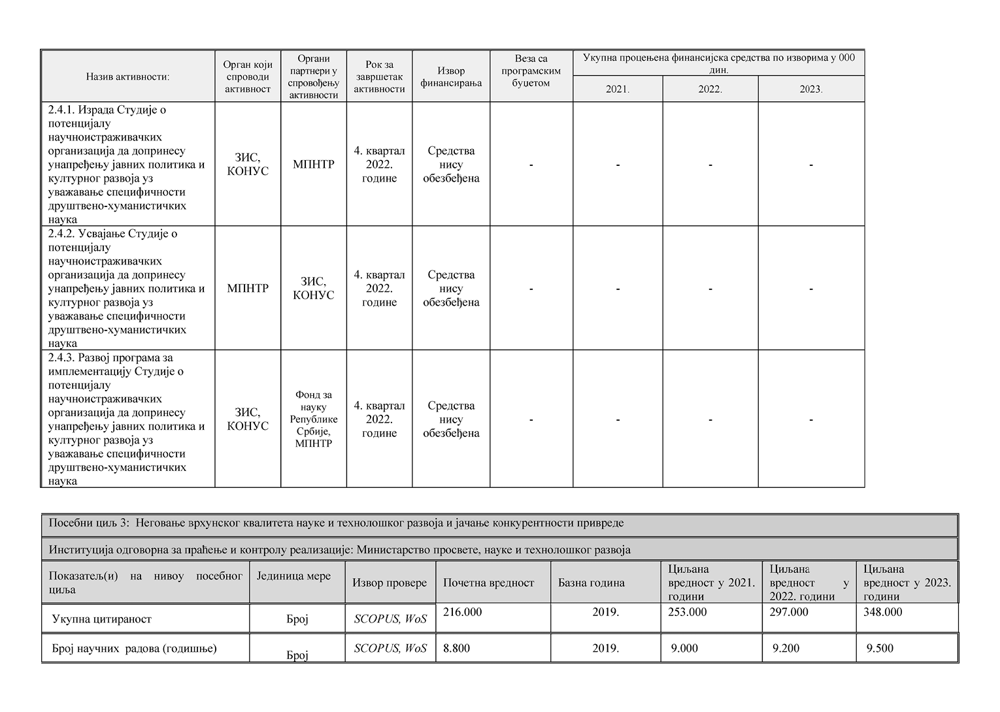 Назив активности:
Орган који
спроводи
активност
Органи
партнери у
спровођењу
активности
Рок за
завршетак
активности
Извор
финансирања
Веза са
програмским
буџетом
Укупна процењена финансијска средства по изворима у 000
дин.
2021.
2022.
2023.
2.4.1. Израда Студије о
потенцијалу
научноистраживачких
организација да допринесу
унапређењу јавних политика и
културног развоја уз
уважавање специфичности
друштвено-хуманистичких
наука
ЗИС,
КОНУС
МПНТР
4. квартал
2022.
године
Средства
нису
обезбеђена
-
-
-
-
2.4.2. Усвајање Студије о
потенцијалу
научноистраживачких
организација да допринесу
унапређењу јавних политика и
културног развоја уз
уважавање специфичности
друштвено-хуманистичких
наука
МПНТР
ЗИС,
КОНУС
4. квартал
2022.
године
Средства
нису
обезбеђена
-
-
-
-
2.4.3. Развој програма за
имплементацију Студије о
потенцијалу
научноистраживачких
организација да допринесу
унапређењу јавних политика и
културног развоја уз
уважавање специфичности
друштвено-хуманистичких
наука
ЗИС,
КОНУС
Фонд за
науку
Републике
Србије,
МПНТР
4. квартал
2022.
године
Средства
нису
обезбеђена
-
-
-
-
Посебни циљ 3: Неговање врхунског квалитета науке и технолошког развоја и јачање конкурентности привреде
Институција одговорна за праћење и контролу реализације: Министарство просвете, науке и технолошког развоја
Показатељ(и) на нивоу посебног
циља
Јединица мере
Извор провере
Почетна вредност
Базна година
Циљана
вредност у 2021.
години
Циљана
вредност у
2022. години
Циљана
вредност у 2023.
години
Укупна цитираност
Број
SCOPUS, WoS
216.000
2019.
253.000
297.000
348.000
Број научних радова (годишње)
Број
SCOPUS, WoS
8.800
2019.
9.000
9.200
9.500